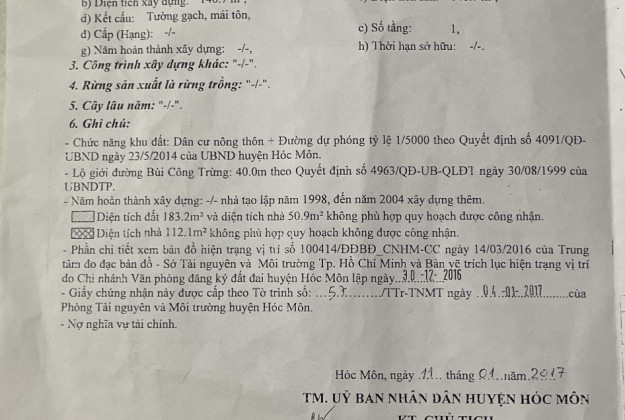 b) Diện tích xây dựng:
d) Kết cấu: Tường gạch, mái tôn,
đ) Cấp (Hạng): -/-
e) Số tầng: 1,
g) Năm hoàn thành xây dựng: -/-,
h) Thời hạn sở hữu: -/-.
3. Công trình xây dựng khác: "-/-".
4. Rừng sản xuất là rừng trồng: "-/-".
5. Cây lâu năm: "-/-".
6. Ghi chú:
- Chức năng khu đất: Dân cư nông thôn + Đường dự phóng tỷ lệ 1/5000 theo Quyết định số 4091/QĐ-
UBND ngày 23/5/2014 của UBND huyện Hóc Môn.
- Lộ giới đường Bùi Công Trừng: 40.0m theo Quyết định số 4963/QĐ-UB-QLĐT ngày 30/08/1999 của
UBNDTP.
- Năm hoàn thành xây dựng: -/- nhà tạo lập năm 1998, đến năm 2004 xây dựng thêm.
Diện tích đất 183.2m² và diện tích nhà 50.9m² không phù hợp quy hoạch được công nhận.
Diện tích nhà 112.1m² không phù hợp quy hoạch không được công nhận.
- Phần chi tiết xem bản đồ hiện trạng vị trí số 100414/ĐĐBĐ_CNHM-CC ngày 14/03/2016 của Trung
tâm đo đạc bản đồ - Sở Tài nguyên và Môi trường Tp. Hồ Chí Minh và Bản vẽ trích lục hiện trạng vị trí
do Chi nhánh Văn phòng đăng ký đất đai huyện Hóc Môn lập ngày..30.-12-.2016
- Giấy chứng nhận này được cấp theo Tờ trình số: ...53......../TTr-TNMT ngày ..04.-01-.2017.......của
Phòng Tài nguyên và Môi trường huyện Hóc Môn.
- Nợ nghĩa vụ tài chính.
Hóc Môn, ngày .11... tháng 01...năm.2017
TM. UỶ BAN NHÂN DÂN HUYỆN HÓC MÔN
KT. CHỦ TỊCH